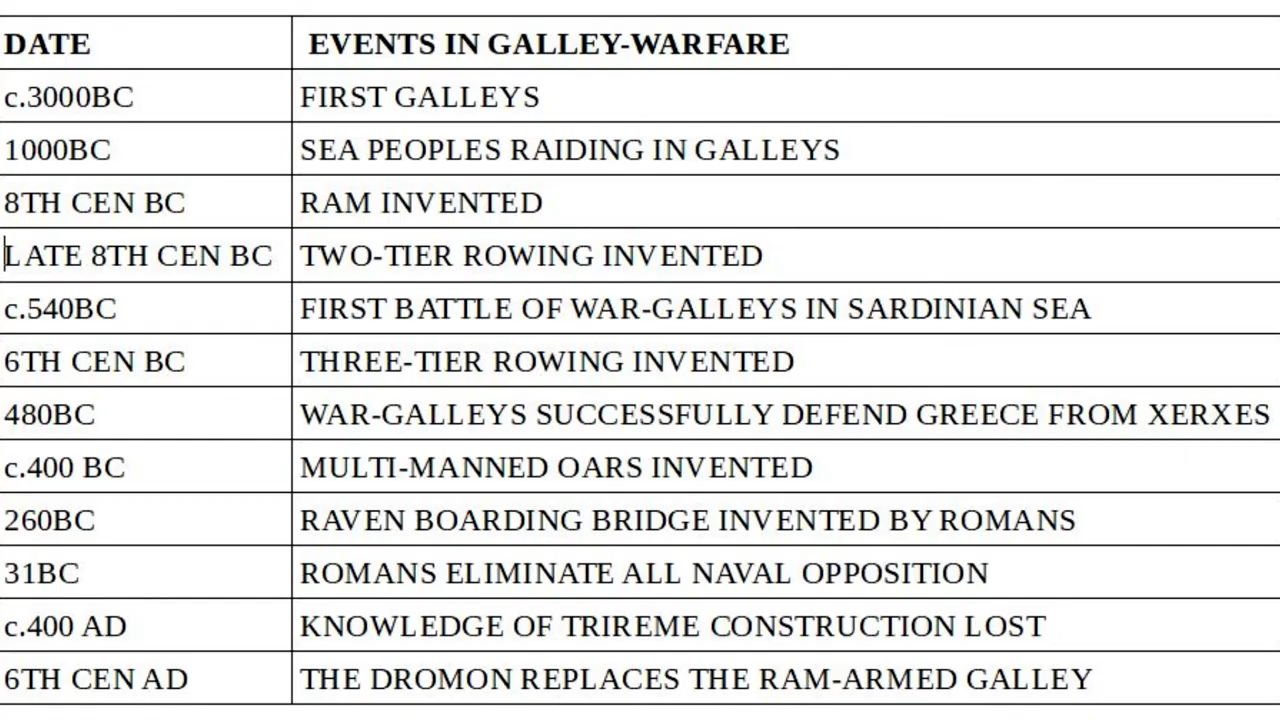 DATE EVENTS IN GALLEY-WARFARE
c.3000BC FIRST GALLEYS
1000BC SEA PEOPLES RAIDING IN GALLEYS
8TH CEN BC RAM INVENTED
LATE 8TH CEN BC TWO-TIER ROWING INVENTED
c.540BC FIRST BATTLE OF WAR-GALLEYS IN SARDINIAN SEA
6TH CEN BC THREE-TIER ROWING INVENTED
480BC WAR-GALLEYS SUCCESSFULLY DEFEND GREECE FROM XERXES
c.400 BC MULTI-MANNED OARS INVENTED
260BC RAVEN BOARDING BRIDGE INVENTED BY ROMANS
31BC ROMANS ELIMINATE ALL NAVAL OPPOSITION
c.400 AD KNOWLEDGE OF TRIREME CONSTRUCTION LOST
6TH CEN AD THE DROMON REPLACES THE RAM-ARMED GALLEY